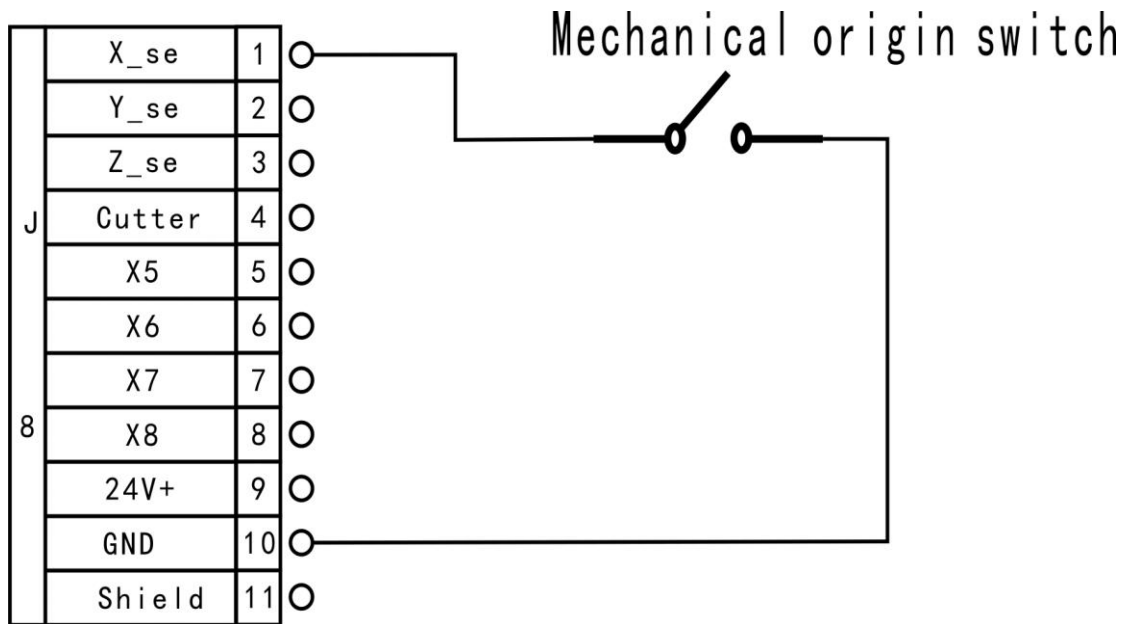 Mechanical origin switch
J8
X_se 1
Y_se 2
Z_se 3
Cutter 4
X5 5
X6 6
X7 7
X8 8
24V+ 9
GND 10
Shield 11